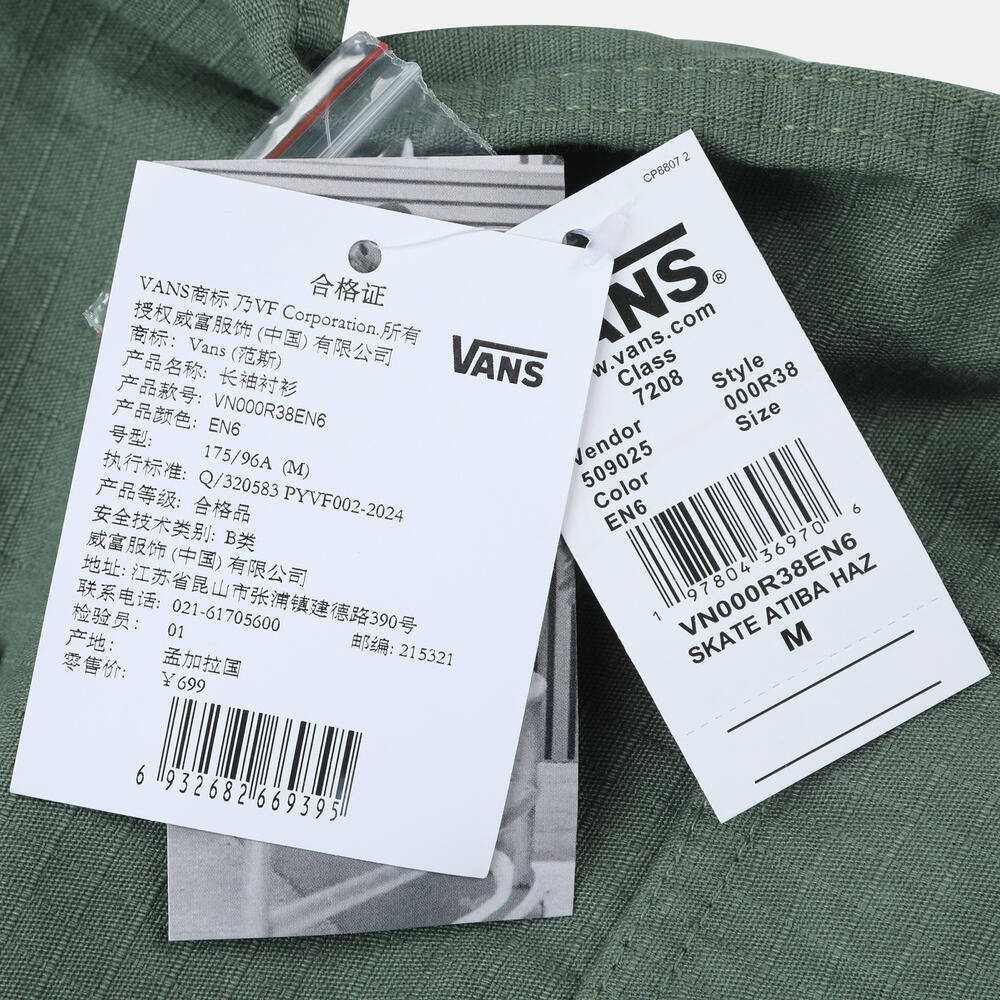 合格证
VANS商标 乃VF Corporation.所有
授权威富服饰 (中国) 有限公司
商标: Vans (范斯)
产品名称: 长袖衬衫
产品款号: VN000R38EN6
产品颜色: EN6
号型: 175/96A (M)
执行标准: Q/320583 PYVF002-2024
产品等级: 合格品
安全技术类别: B类
威富服饰 (中国) 有限公司
地址: 江苏省昆山市张浦镇建德路390号
联系电话: 021-61705600 邮编: 215321
检验员: 01
产地: 孟加拉国
零售价: ¥699
6 932682 669395
VANS
CP8807 2
ANS®
w.vans.com
Class
7208
Style
000R38
Size
Vendor
509025
Color
EN6
1 97804 36970 6
VN000R38EN6
SKATE ATIBA HAZ
M